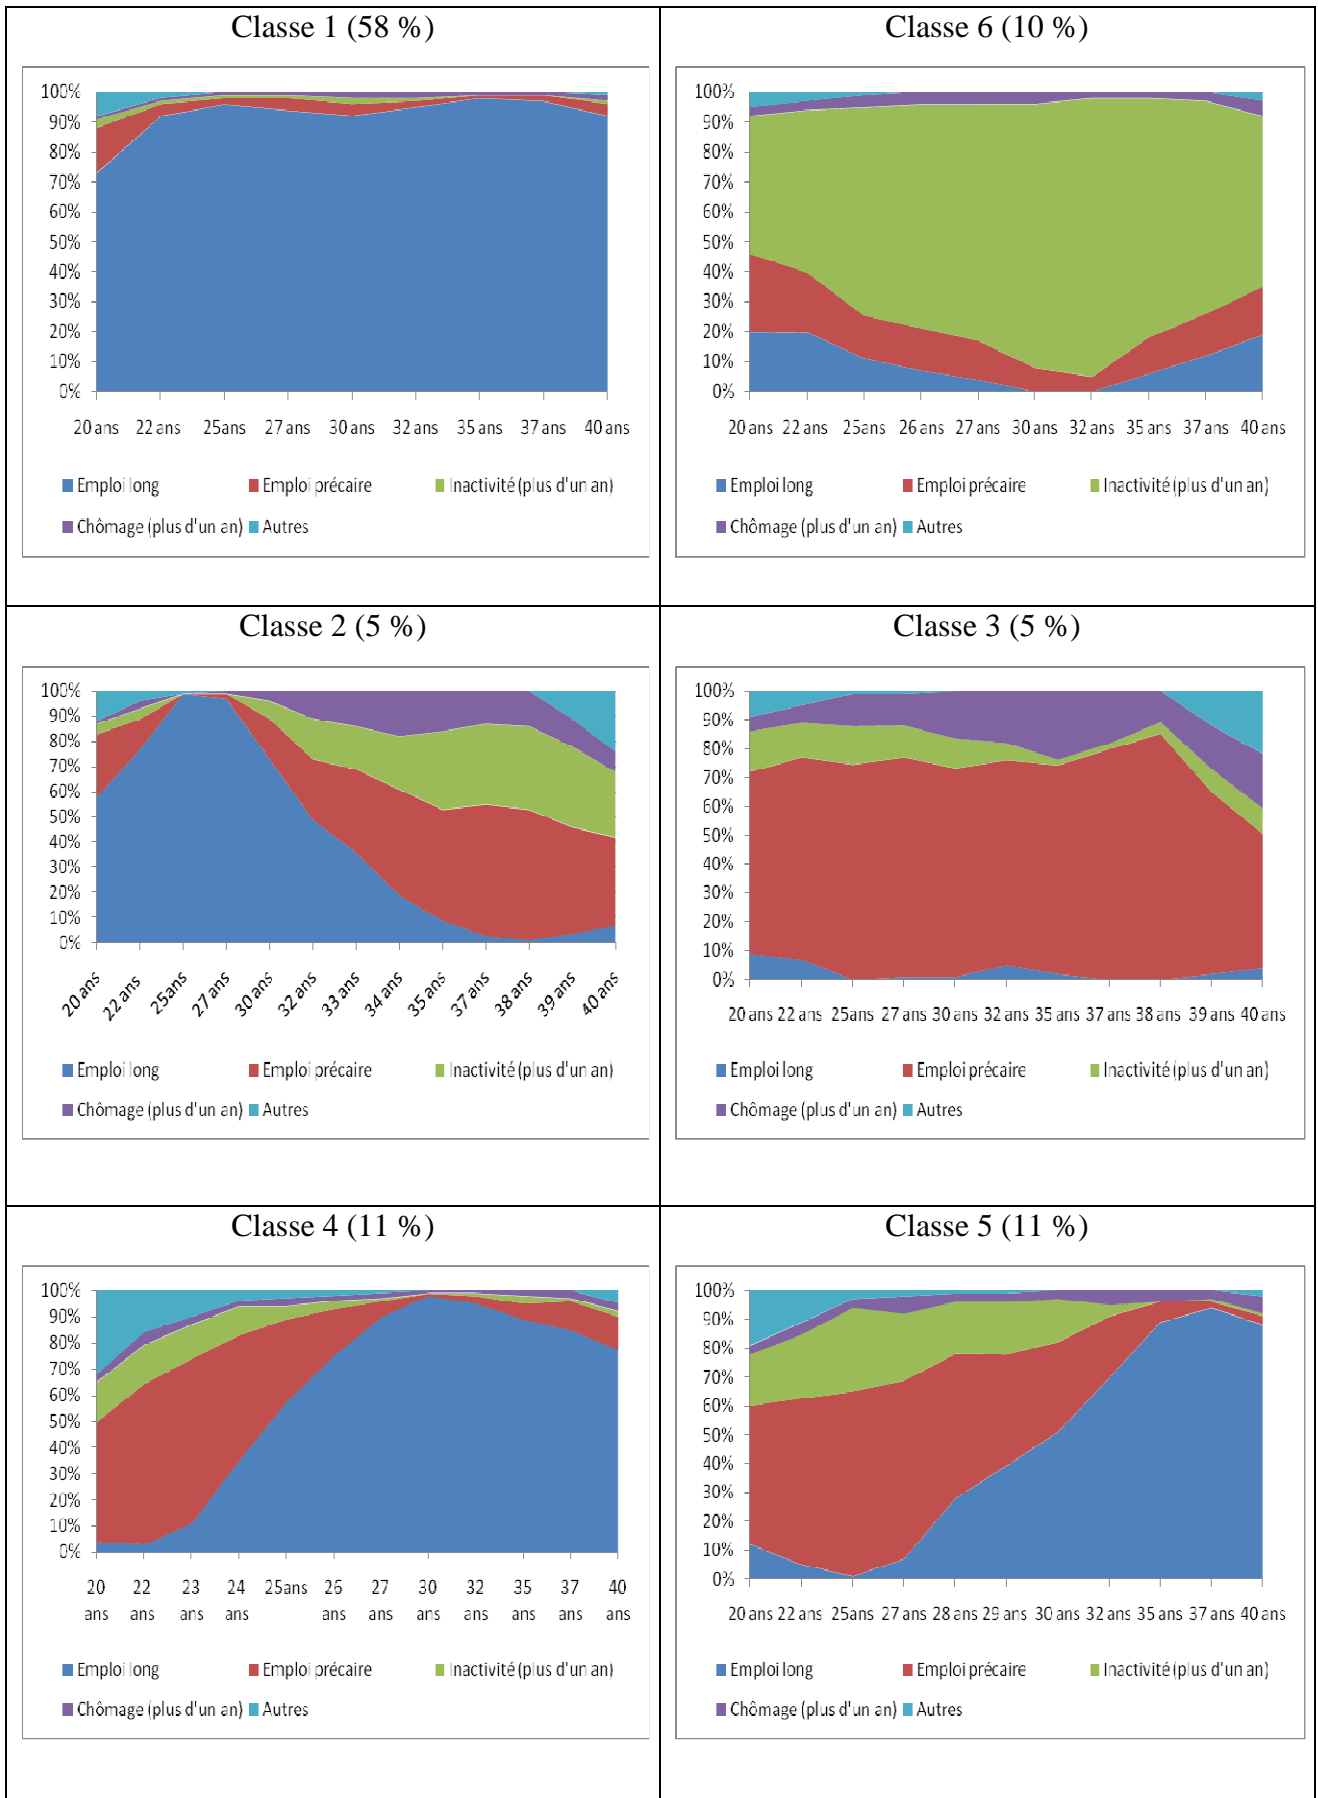 Classe 1 (58 %)
100%
90%
80%
70%
60%
50%
40%
30%
20%
10%
0%
20 ans 22 ans 25ans 27 ans 30 ans 32 ans 35 ans 37 ans 40 ans
Emploi long Emploi précaire Inactivité (plus d'un an)
Chômage (plus d'un an) Autres
Classe 6 (10 %)
100%
90%
80%
70%
60%
50%
40%
30%
20%
10%
0%
20 ans 22 ans 25ans 26 ans 27 ans 30 ans 32 ans 35 ans 37 ans 40 ans
Emploi long Emploi précaire Inactivité (plus d'un an)
Chômage (plus d'un an) Autres
Classe 2 (5 %)
100%
90%
80%
70%
60%
50%
40%
30%
20%
10%
0%
20 ans 22 ans 25ans 27 ans 30 ans 32 ans 33 ans 34 ans 35 ans 37 ans 38 ans 39 ans 40 ans
Emploi long Emploi précaire Inactivité (plus d'un an)
Chômage (plus d'un an) Autres
Classe 3 (5 %)
100%
90%
80%
70%
60%
50%
40%
30%
20%
10%
0%
20 ans 22 ans 25ans 27 ans 30 ans 32 ans 35 ans 37 ans 38 ans 39 ans 40 ans
Emploi long Emploi précaire Inactivité (plus d'un an)
Chômage (plus d'un an) Autres
Classe 4 (11 %)
100%
90%
80%
70%
60%
50%
40%
30%
20%
10%
0%
20 22 23 24 25ans 26 27 30 32 35 37 40
ans ans ans ans ans ans ans ans ans ans ans
Emploi long Emploi précaire Inactivité (plus d'un an)
Chômage (plus d'un an) Autres
Classe 5 (11 %)
100%
90%
80%
70%
60%
50%
40%
30%
20%
10%
0%
20 ans 22 ans 25ans 27 ans 28 ans 29 ans 30 ans 32 ans 35 ans 37 ans 40 ans
Emploi long Emploi précaire Inactivité (plus d'un an)
Chômage (plus d'un an) Autres